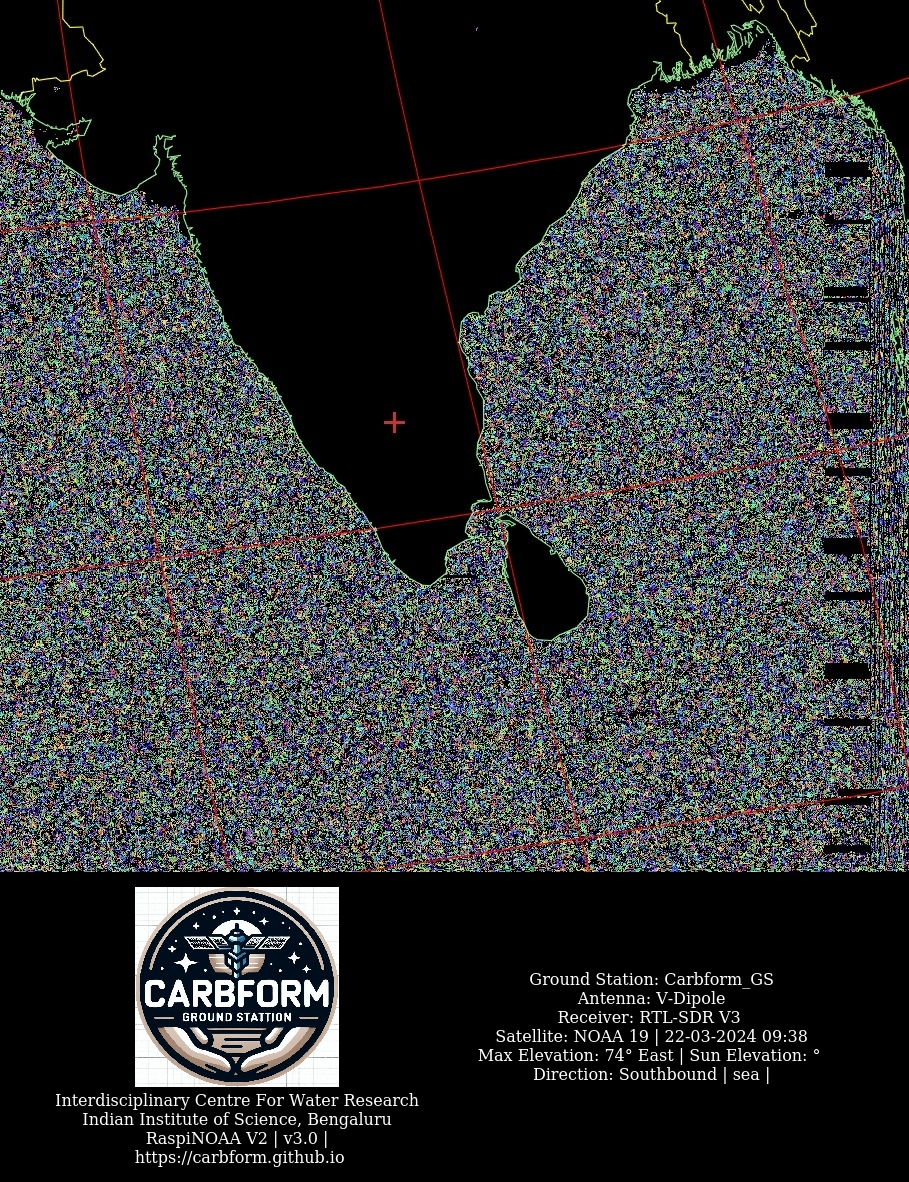 CARBFORM
GROUND STATION
Interdisciplinary Centre For Water Research
Indian Institute of Science, Bengaluru
RaspiNOAA V2 | v3.0 |
https://carbform.github.io
Ground Station: Carbform_GS
Antenna: V-Dipole
Receiver: RTL-SDR V3
Satellite: NOAA 19 | 22-03-2024 09:38
Max Elevation: 74° East | Sun Elevation: °
Direction: Southbound | sea |